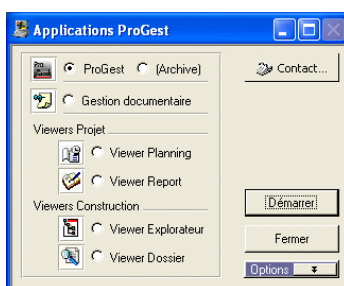 Applications ProGest
ProGest (Archive) Contact...
Gestion documentaire
Viewers Projet
Viewer Planning
Viewer Report
Démarrer
Viewers Construction
Viewer Explorateur
Fermer
Viewer Dossier
Options